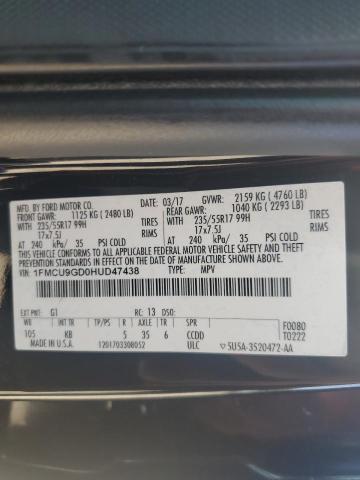 MFD. BY FORD MOTOR CO.
DATE: 03/17 GVWR: 2159 KG ( 4760 LB)
FRONT GAWR: 1125 KG ( 2480 LB) REAR GAWR: 1040 KG ( 2293 LB)
WITH 235/55R17 99H TIRES WITH 235/55R17 99H TIRES
17x7.5J RIMS 17x7.5J RIMS
AT 240 kPa/ 35 PSI COLD AT 240 kPa/ 35 PSI COLD
THIS VEHICLE CONFORMS TO ALL APPLICABLE FEDERAL MOTOR VEHICLE SAFETY AND BUMPER
AND THEFT PREVENTION STANDARDS IN EFFECT ON THE DATE OF MANUFACTURE SHOWN ABOVE.
VIN: 1FMCU9GD0HUD47438 TYPE: MPV
EXT PNT: G1 RC: 13 DSO:
WB INT TR TP/PS R AXLE TR SPR F0080
105 KB 5 35 6 CCDD T0222
MADE IN U.S.A. 1201703308052 ULC 5U5A-3520472-AA